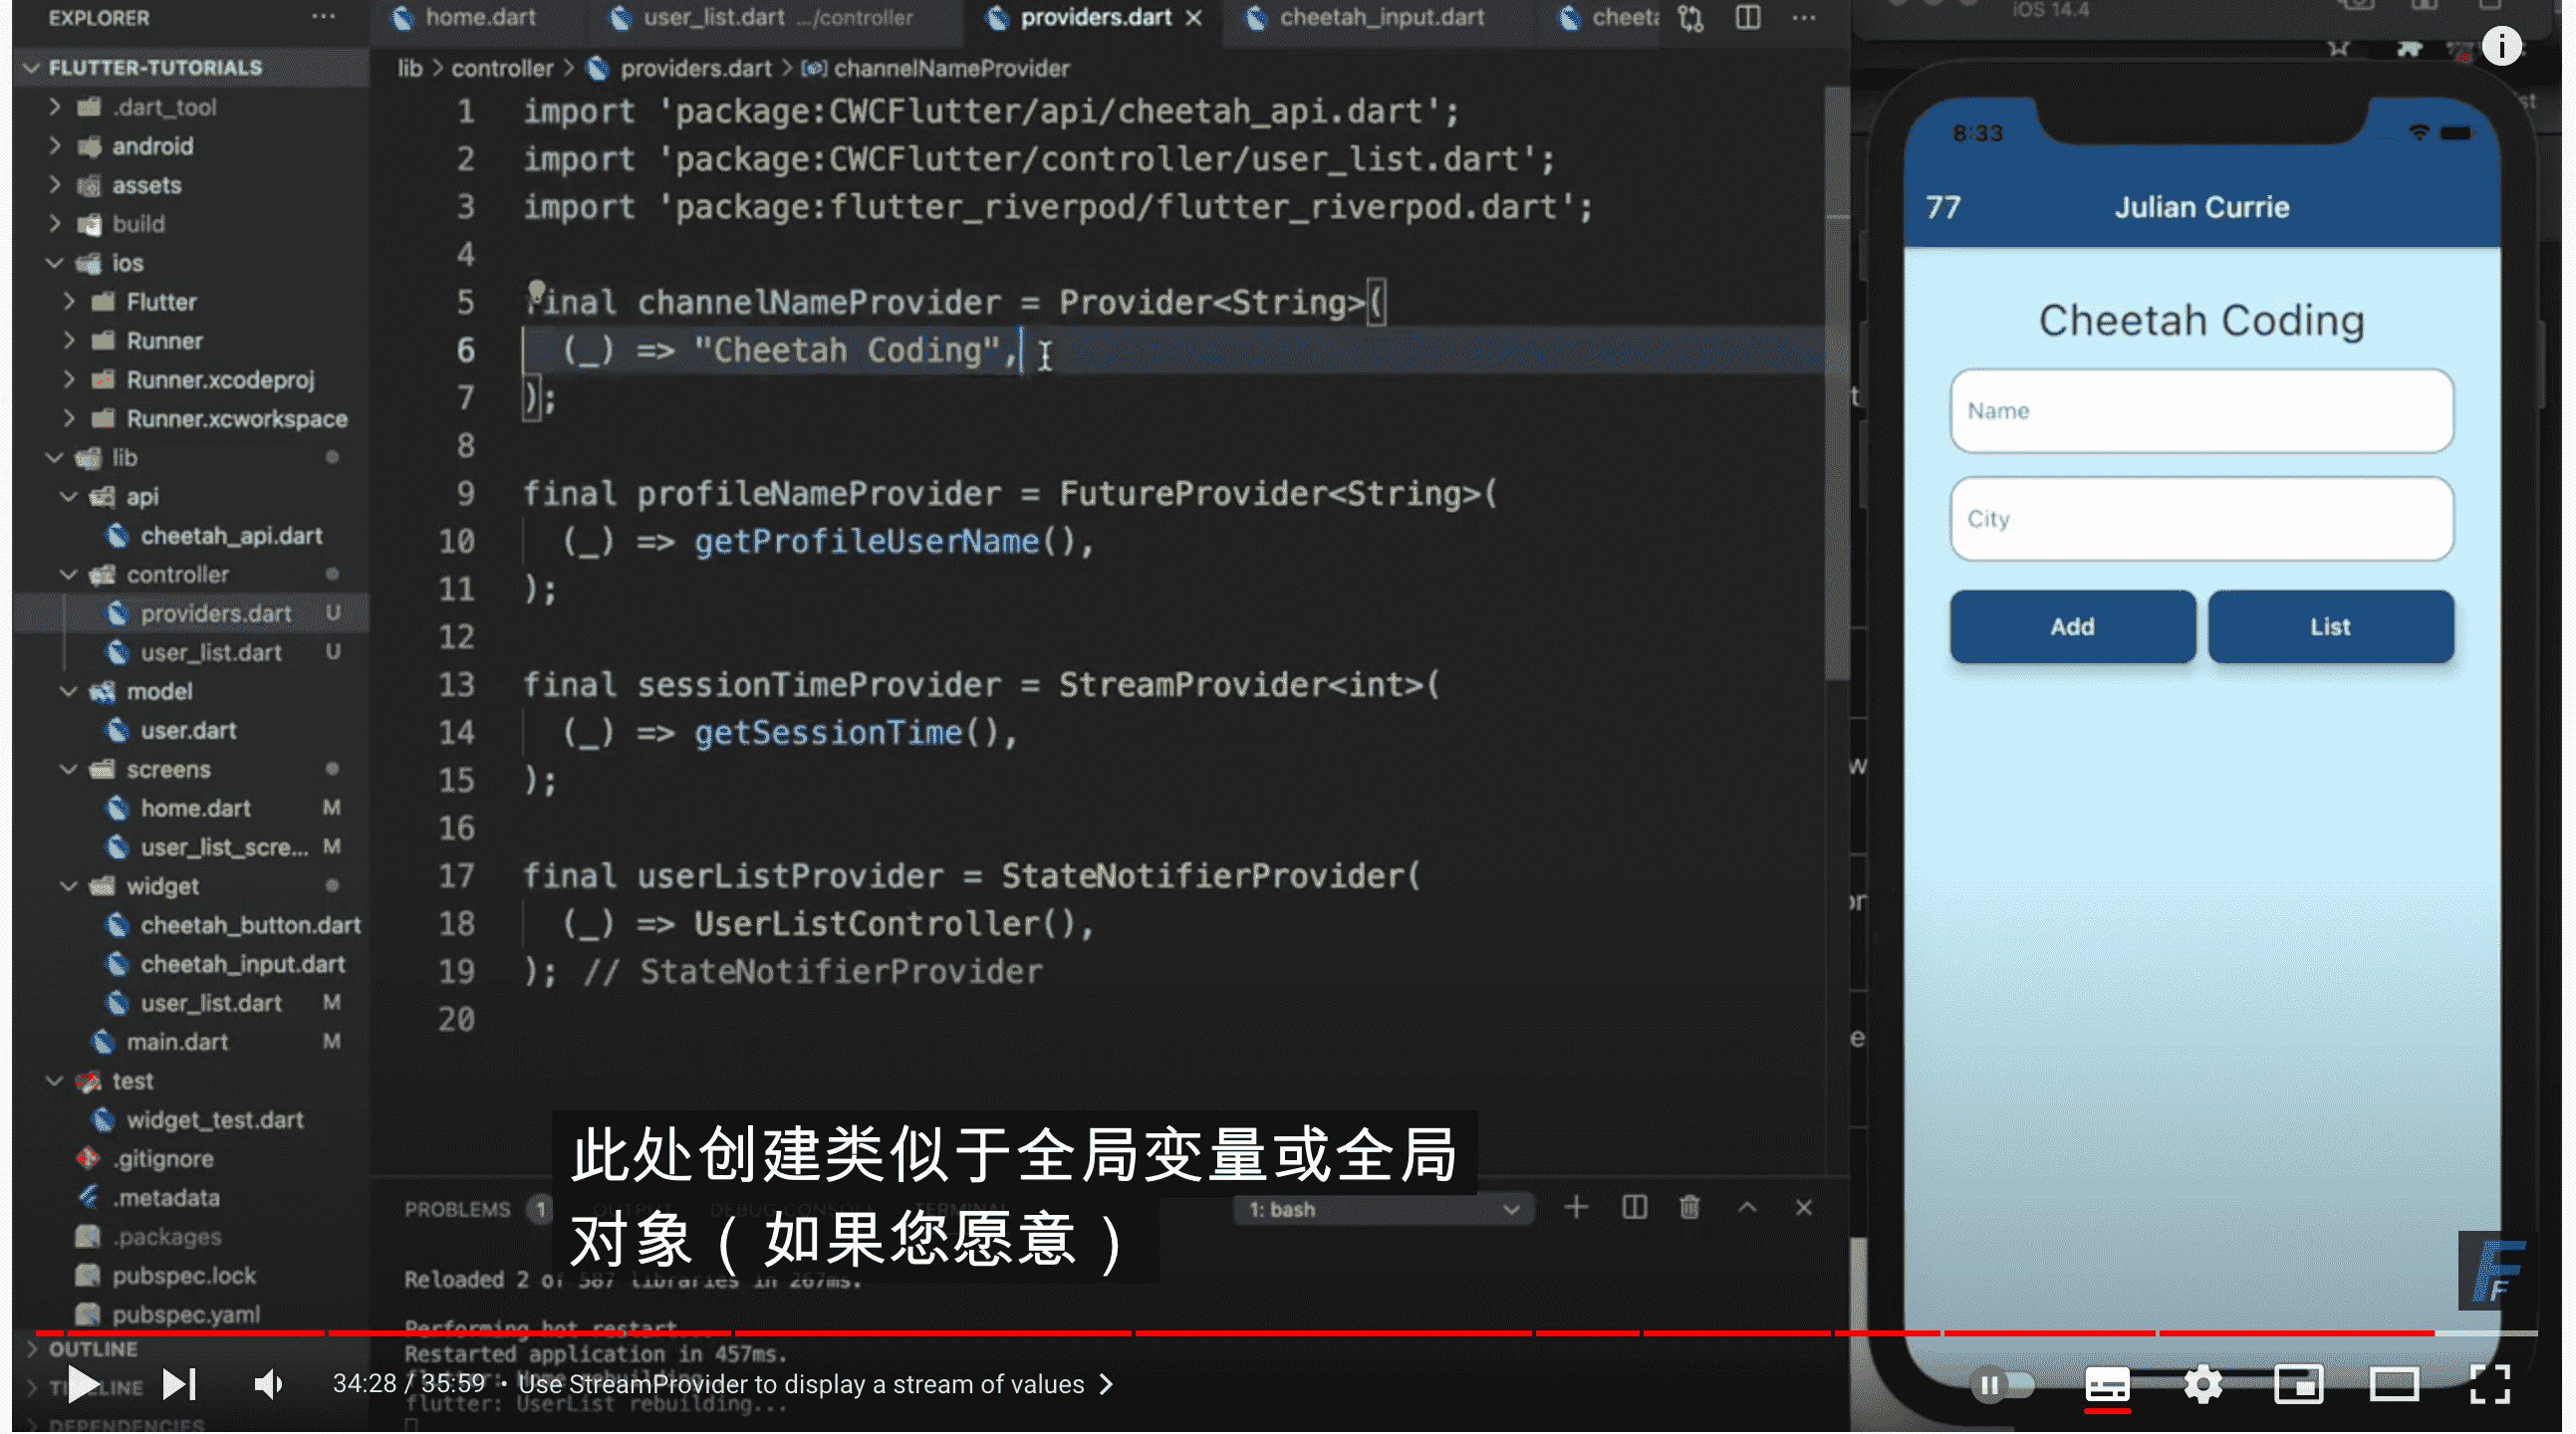 EXPLORER
FLUTTER-TUTORIALS
.dart_tool
android
assets
build
ios
Flutter
Runner
Runner.xcodeproj
Runner.xcworkspace
lib
api
cheetah_api.dart
controller
providers.dart U
user_list.dart U
model
user.dart
screens
home.dart M
user_list_scre... M
widget
cheetah_button.dart
cheetah_input.dart
user_list.dart M
main.dart M
test
widget_test.dart
.gitignore
.metadata
.packages
pubspec.lock
pubspec.yaml
OUTLINE
TIMELINE
DEPENDENCIES
home.dart user_list.dart .../controller providers.dart cheetah_input.dart cheeta
lib > controller > providers.dart > channelNameProvider
1 import 'package:CWCFlutter/api/cheetah_api.dart';
2 import 'package:CWCFlutter/controller/user_list.dart';
3 import 'package:flutter_riverpod/flutter_riverpod.dart';
4
5 final channelNameProvider = Provider<String>(
6 (_) => "Cheetah Coding",
7 );
8
9 final profileNameProvider = FutureProvider<String>(
10 (_) => getProfileUserName(),
11 );
12
13 final sessionTimeProvider = StreamProvider<int>(
14 (_) => getSessionTime(),
15 );
16
17 final userListProvider = StateNotifierProvider(
18 (_) => UserListController(),
19 ); // StateNotifierProvider
20
此处创建类似于全局变量或全局
对象（如果您愿意）
PROBLEMS 1 OUTPUT DEBUG CONSOLE TERMINAL 1: bash
Reloaded 2 of 587 libraries in 267ms.
Performing hot restart...
Restarted application in 457ms.
flutter: Home rebuilding...
flutter: UserList rebuilding...
34:28 / 35:59 • Use StreamProvider to display a stream of values >
iOS 14.4
8:33
77 Julian Currie
Cheetah Coding
Name
City
Add List